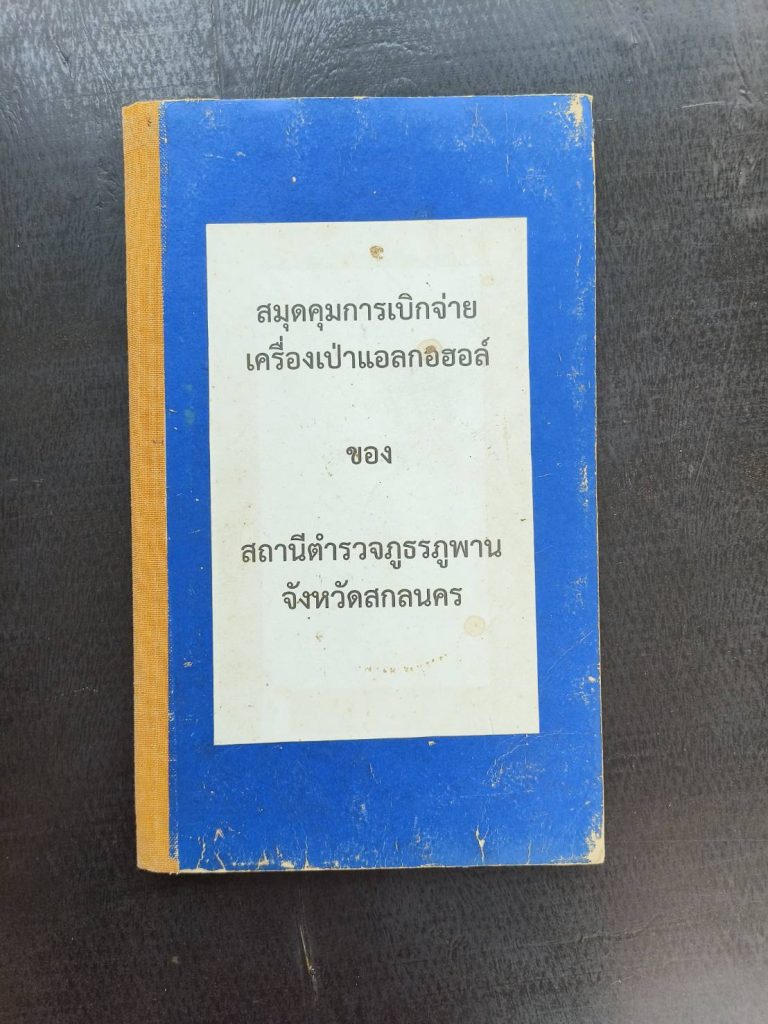 สมุดคุมการเบิกจ่าย
เครื่องเป่าแอลกอฮอล์
ของ
สถานีตำรวจภูธรภูพาน
จังหวัดสกลนคร